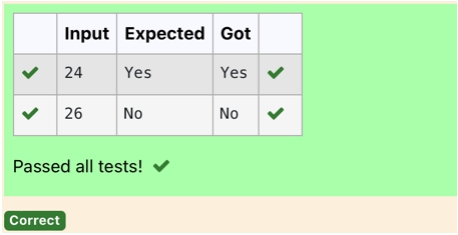 Input Expected Got
24 Yes Yes
26 No No
Passed all tests!
Correct